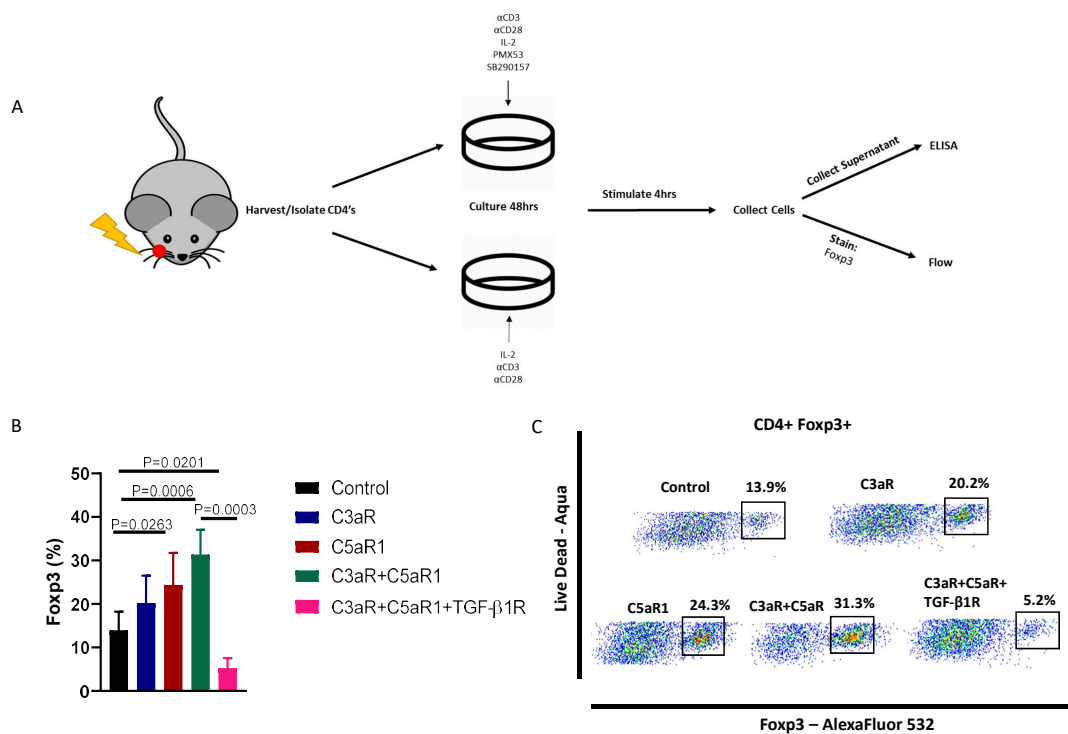 A
αCD3
αCD28
IL-2
PMX53
SB290157
Harvest/Isolate CD4's
Culture 48hrs
Stimulate 4hrs
Collect Cells
Collect Supernatant
ELISA
Stain:
Foxp3
Flow
IL-2
αCD3
αCD28
B
P=0.0201
P=0.0006
P=0.0003
P=0.0263
50
40
30
20
10
0
Foxp3 (%)
Control
C3aR
C5aR1
C3aR+C5aR1
C3aR+C5aR1+TGF-β1R
C
CD4+ Foxp3+
Live Dead - Aqua
Control
13.9%
C3aR
20.2%
C5aR1
24.3%
C3aR+C5aR
31.3%
C3aR+C5aR+
TGF-β1R
5.2%
Foxp3 – AlexaFluor 532